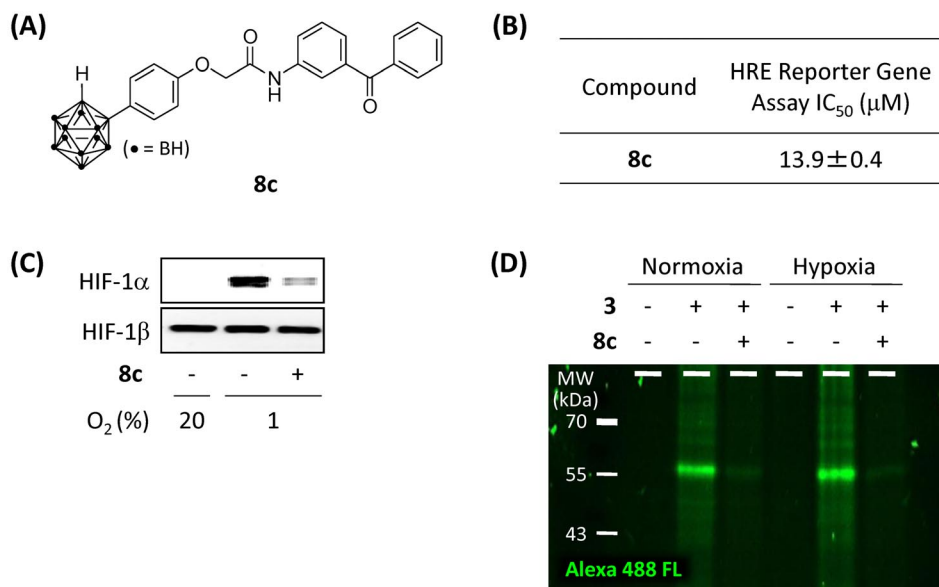 (A)
H
O
O
N
H
O
(• = BH)
8c
(B)
Compound
HRE Reporter Gene
Assay IC50 (μM)
8c
13.9±0.4
(C)
HIF-1α
HIF-1β
8c - - +
O2 (%) 20 1
(D)
Normoxia Hypoxia
3 - + + - + +
8c - - + - - +
MW
(kDa)
70
55
43
Alexa 488 FL